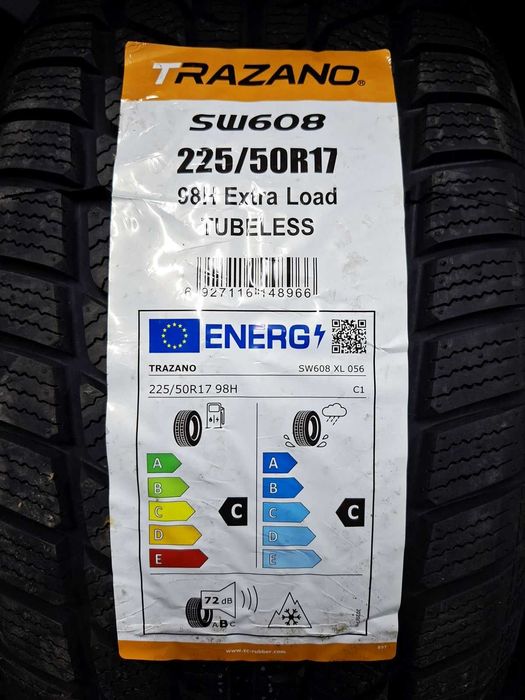 TRAZANO®
SW608
225/50R17
98H Extra Load
TUBELESS
6 927116 148966
ENERG
TRAZANO SW608 XL 056
225/50R17 98H C1
A A
B B
C C C C
D D
E E
72 dB
ABC
www.zc-rubber.com